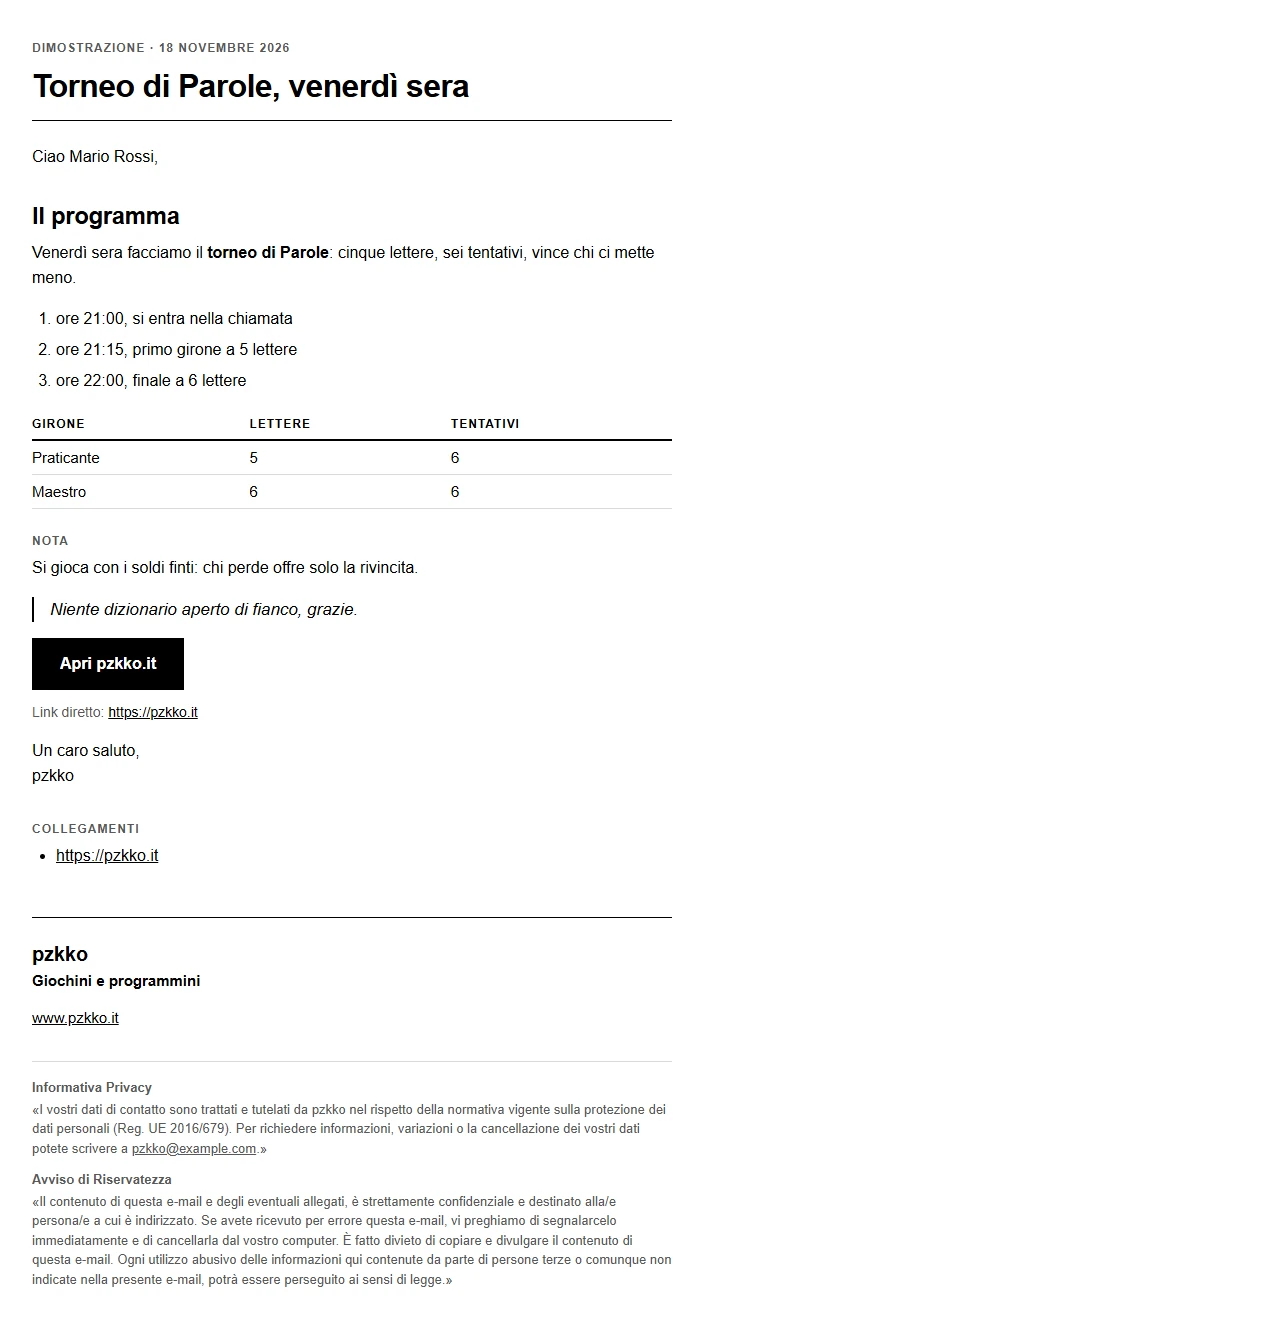 DIMOSTRAZIONE · 18 NOVEMBRE 2026
Torneo di Parole, venerdì sera
Ciao Mario Rossi,
Il programma
Venerdì sera facciamo il torneo di Parole: cinque lettere, sei tentativi, vince chi ci mette
meno.
1. ore 21:00, si entra nella chiamata
2. ore 21:15, primo girone a 5 lettere
3. ore 22:00, finale a 6 lettere
GIRONE LETTERE TENTATIVI
Praticante 5 6
Maestro 6 6
NOTA
Si gioca con i soldi finti: chi perde offre solo la rivincita.
Niente dizionario aperto di fianco, grazie.
Apri pzkko.it
Link diretto: https://pzkko.it
Un caro saluto,
pzkko
COLLEGAMENTI
• https://pzkko.it
pzkko
Giochini e programmini
www.pzkko.it
Informativa Privacy
«I vostri dati di contatto sono trattati e tutelati da pzkko nel rispetto della normativa vigente sulla protezione dei
dati personali (Reg. UE 2016/679). Per richiedere informazioni, variazioni o la cancellazione dei vostri dati
potete scrivere a pzkko@example.com.»
Avviso di Riservatezza
«Il contenuto di questa e-mail e degli eventuali allegati, è strettamente confidenziale e destinato alla/e
persona/e a cui è indirizzato. Se avete ricevuto per errore questa e-mail, vi preghiamo di segnalarcelo
immediatamente e di cancellarla dal vostro computer. È fatto divieto di copiare e divulgare il contenuto di
questa e-mail. Ogni utilizzo abusivo delle informazioni qui contenute da parte di persone terze o comunque non
indicate nella presente e-mail, potrà essere perseguito ai sensi di legge.»